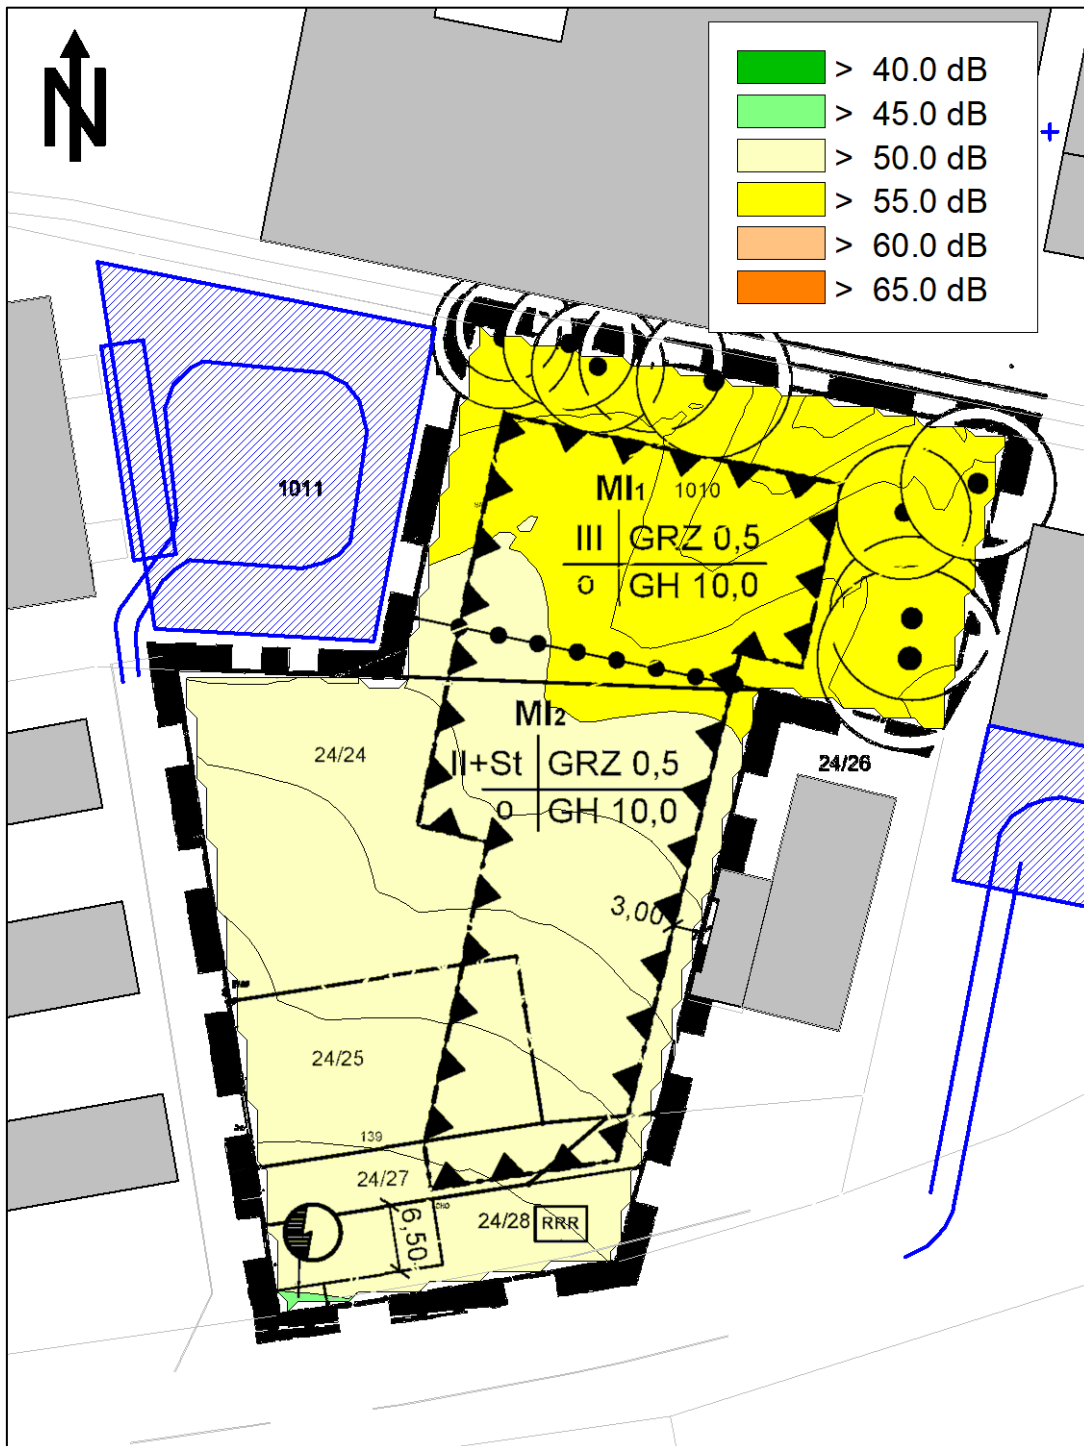 N
> 40.0 dB
> 45.0 dB
> 50.0 dB
> 55.0 dB
> 60.0 dB
> 65.0 dB
1011
MI1 1010
III GRZ 0,5
o GH 10,0
MI2
24/24
II+St GRZ 0,5
o GH 10,0
24/26
3,00
24/25
139
24/27
6,50
24/28 RRR